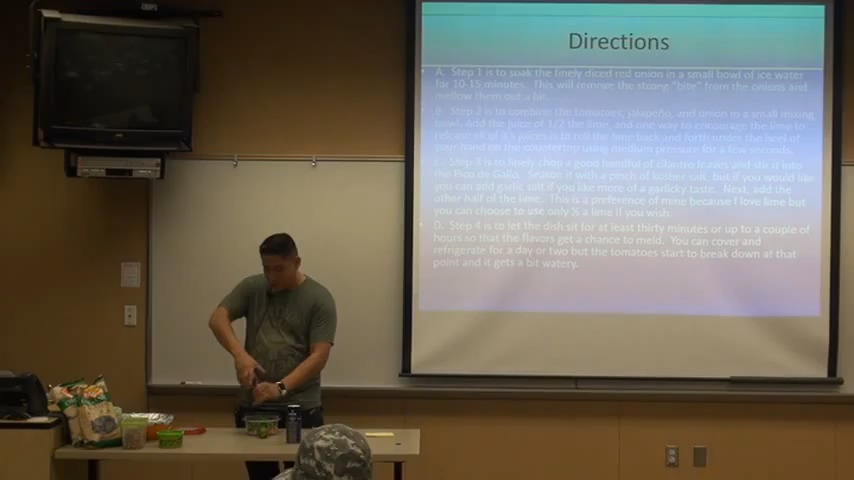 Directions
A. Step 1 is to soak the finely diced red onion in a small bowl of ice water
for 10-15 minutes. This will remove the strong "bite" from the onions and
mellow them out a bit.
B. Step 2 is to combine the tomatoes, jalapeño, and onion in a small mixing
bowl. Add the juice of 1/2 the lime, and one way to encourage the lime to
release all of it's juices is to roll the lime back and forth under the heel of
your hand on the countertop using medium pressure for a few seconds.
C. Step 3 is to finely chop a good handful of cilantro leaves and stir it into
the Pico de Gallo. Season it with a pinch of kosher salt, but if you would like
you can add garlic salt if you like more of a garlicky taste. Next, add the
other half of the lime. This is a preference of mine because I love lime but
you can choose to use only ½ a lime if you wish.
D. Step 4 is to let the dish sit for at least thirty minutes or up to a couple of
hours so that the flavors get a chance to meld. You can cover and
refrigerate for a day or two but the tomatoes start to break down at that
point and it gets a bit watery.